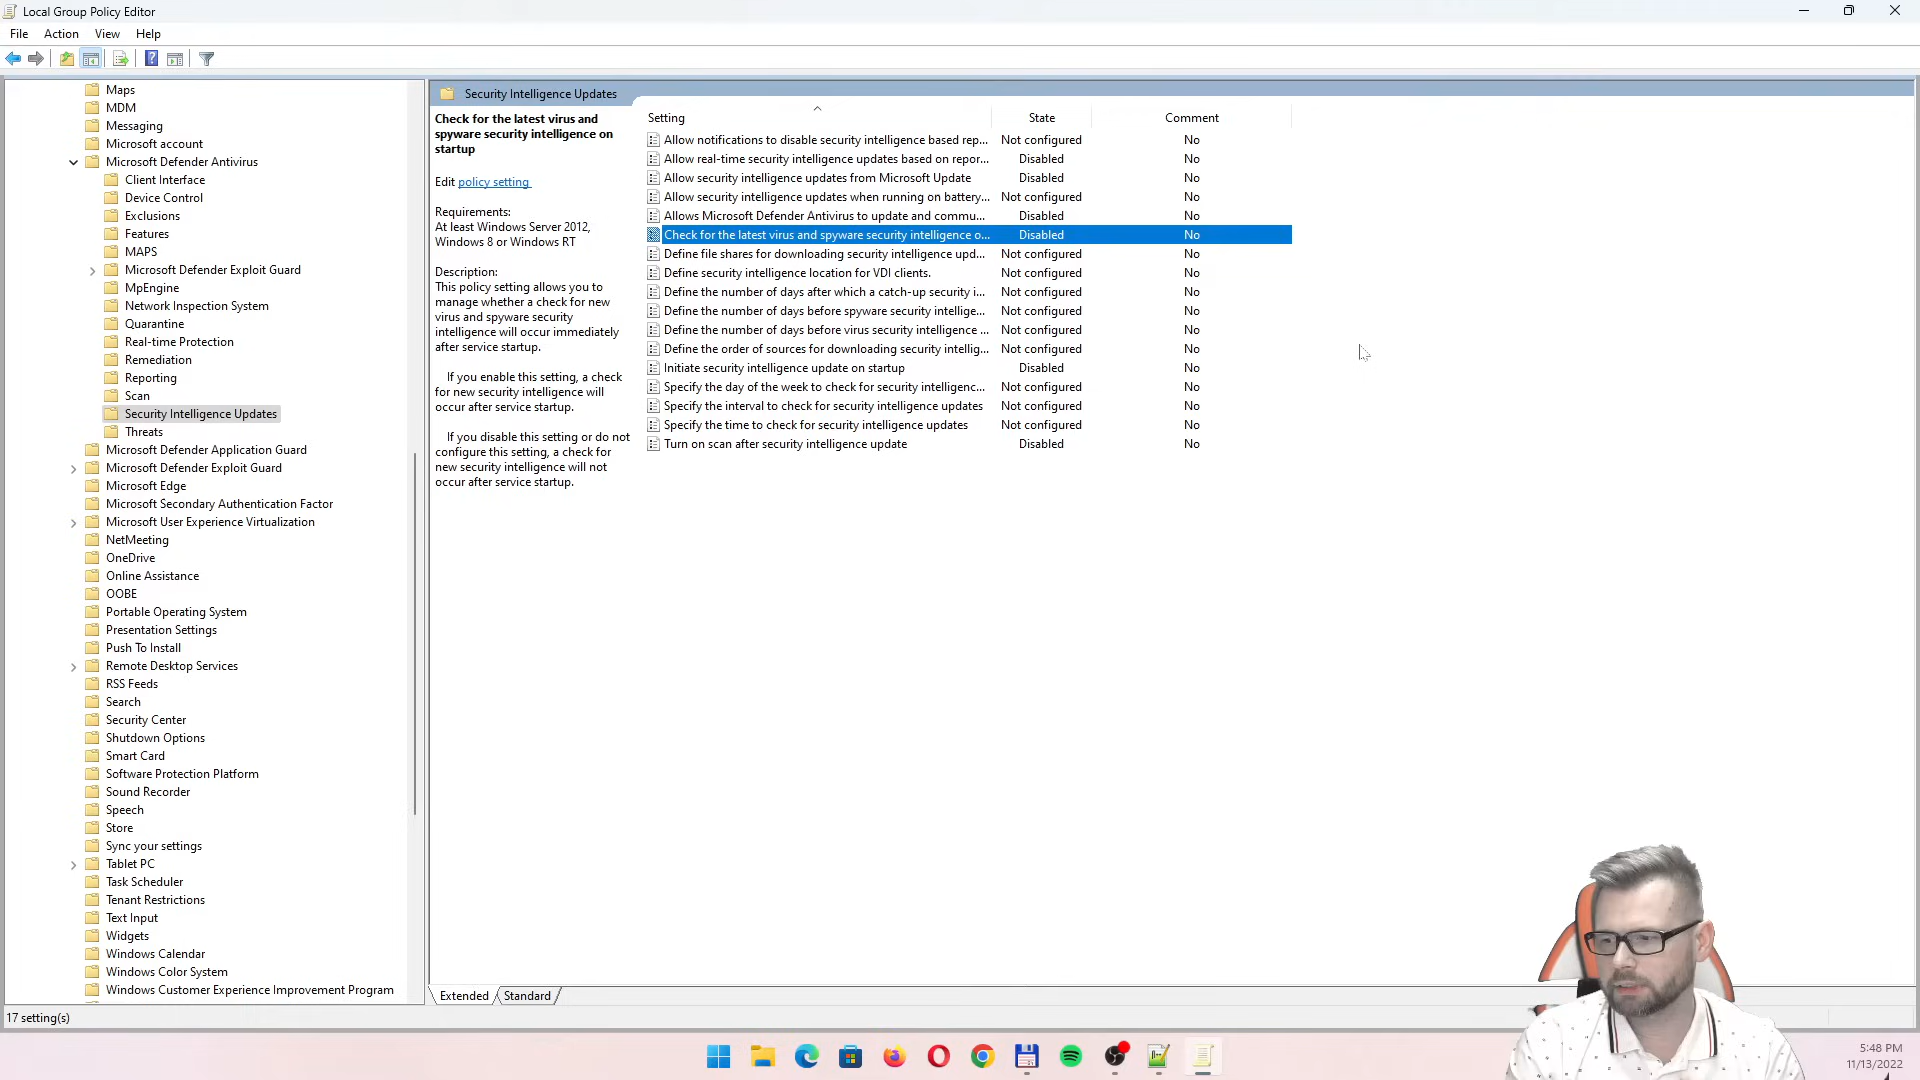 Local Group Policy Editor
File Action View Help
Maps
MDM
Messaging
Microsoft account
Microsoft Defender Antivirus
Client Interface
Device Control
Exclusions
Features
MAPS
Microsoft Defender Exploit Guard
MpEngine
Network Inspection System
Quarantine
Real-time Protection
Remediation
Reporting
Scan
Security Intelligence Updates
Threats
Microsoft Defender Application Guard
Microsoft Defender Exploit Guard
Microsoft Edge
Microsoft Secondary Authentication Factor
Microsoft User Experience Virtualization
NetMeeting
OneDrive
Online Assistance
OOBE
Portable Operating System
Presentation Settings
Push To Install
Remote Desktop Services
RSS Feeds
Search
Security Center
Shutdown Options
Smart Card
Software Protection Platform
Sound Recorder
Speech
Store
Sync your settings
Tablet PC
Task Scheduler
Tenant Restrictions
Text Input
Widgets
Windows Calendar
Windows Color System
Windows Customer Experience Improvement Program
Security Intelligence Updates
Check for the latest virus and
spyware security intelligence on
startup
Edit policy setting
Requirements:
At least Windows Server 2012,
Windows 8 or Windows RT
Description:
This policy setting allows you to
manage whether a check for new
virus and spyware security
intelligence will occur immediately
after service startup.
If you enable this setting, a check
for new security intelligence will
occur after service startup.
If you disable this setting or do not
configure this setting, a check for
new security intelligence will not
occur after service startup.
Setting State Comment
Allow notifications to disable security intelligence based rep... Not configured No
Allow real-time security intelligence updates based on repor... Disabled No
Allow security intelligence updates from Microsoft Update Disabled No
Allow security intelligence updates when running on battery... Not configured No
Allows Microsoft Defender Antivirus to update and commu... Disabled No
Check for the latest virus and spyware security intelligence o... Disabled No
Define file shares for downloading security intelligence upd... Not configured No
Define security intelligence location for VDI clients. Not configured No
Define the number of days after which a catch-up security i... Not configured No
Define the number of days before spyware security intellige... Not configured No
Define the number of days before virus security intelligence ... Not configured No
Define the order of sources for downloading security intellig... Not configured No
Initiate security intelligence update on startup Disabled No
Specify the day of the week to check for security intelligenc... Not configured No
Specify the interval to check for security intelligence updates Not configured No
Specify the time to check for security intelligence updates Not configured No
Turn on scan after security intelligence update Disabled No
Extended Standard
17 setting(s)
5:48 PM
11/13/2022